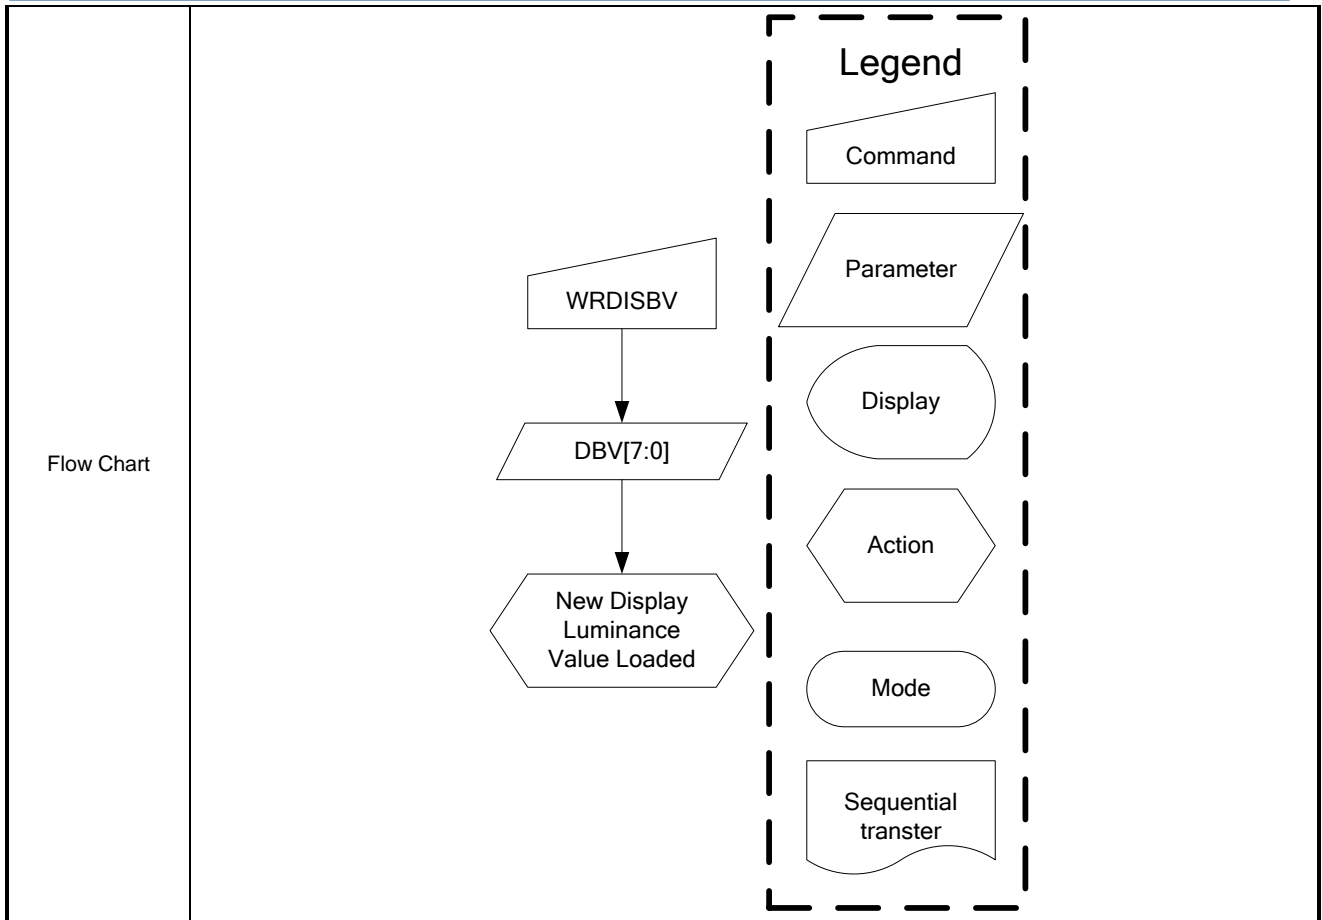 Flow Chart
WRDISBV
DBV[7:0]
New Display
Luminance
Value Loaded
Legend
Command
Parameter
Display
Action
Mode
Sequential
transter